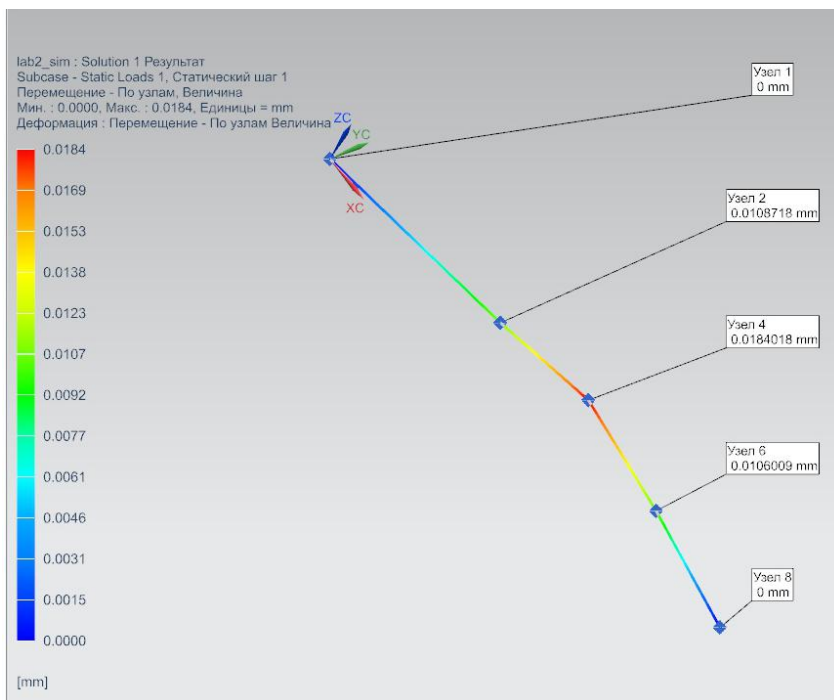 lab2_sim : Solution 1 Результат
Subcase - Static Loads 1, Статический шаг 1
Перемещение - По узлам, Величина
Мин. : 0.0000, Макс. : 0.0184, Единицы = mm
Деформация : Перемещение - По узлам Величина
Узел 1
0 mm
ZC
YC
XC
0.0184
0.0169
0.0153
0.0138
0.0123
0.0107
0.0092
0.0077
0.0061
0.0046
0.0031
0.0015
0.0000
[mm]
Узел 2
0.0108718 mm
Узел 4
0.0184018 mm
Узел 6
0.0106009 mm
Узел 8
0 mm